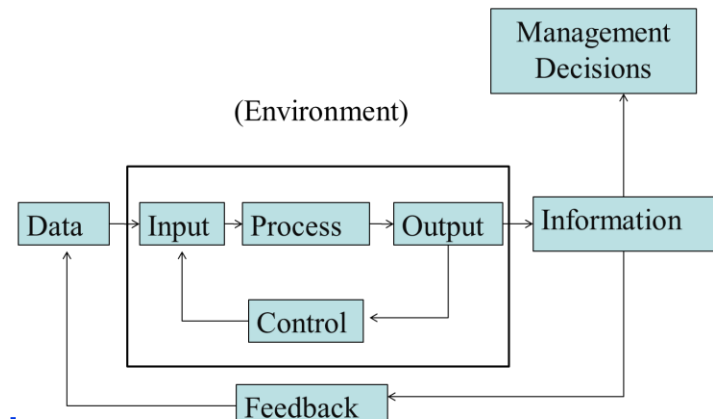 Management
Decisions
(Environment)
Data
Input
Process
Output
Information
Control
Feedback